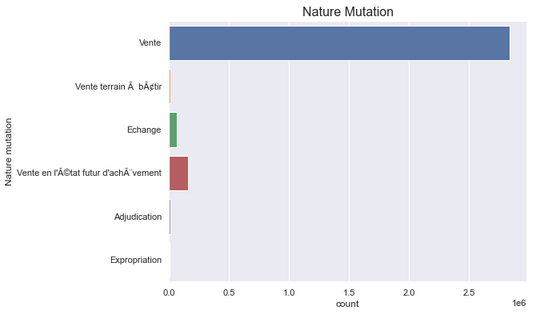 Nature Mutation
Vente
Vente terrain Ã  bÃ¢tir
Echange
Vente en l'Ã©tat futur d'achÃ¨vement
Adjudication
Expropriation
Nature mutation
0.0 0.5 1.0 1.5 2.0 2.5
1e6
count